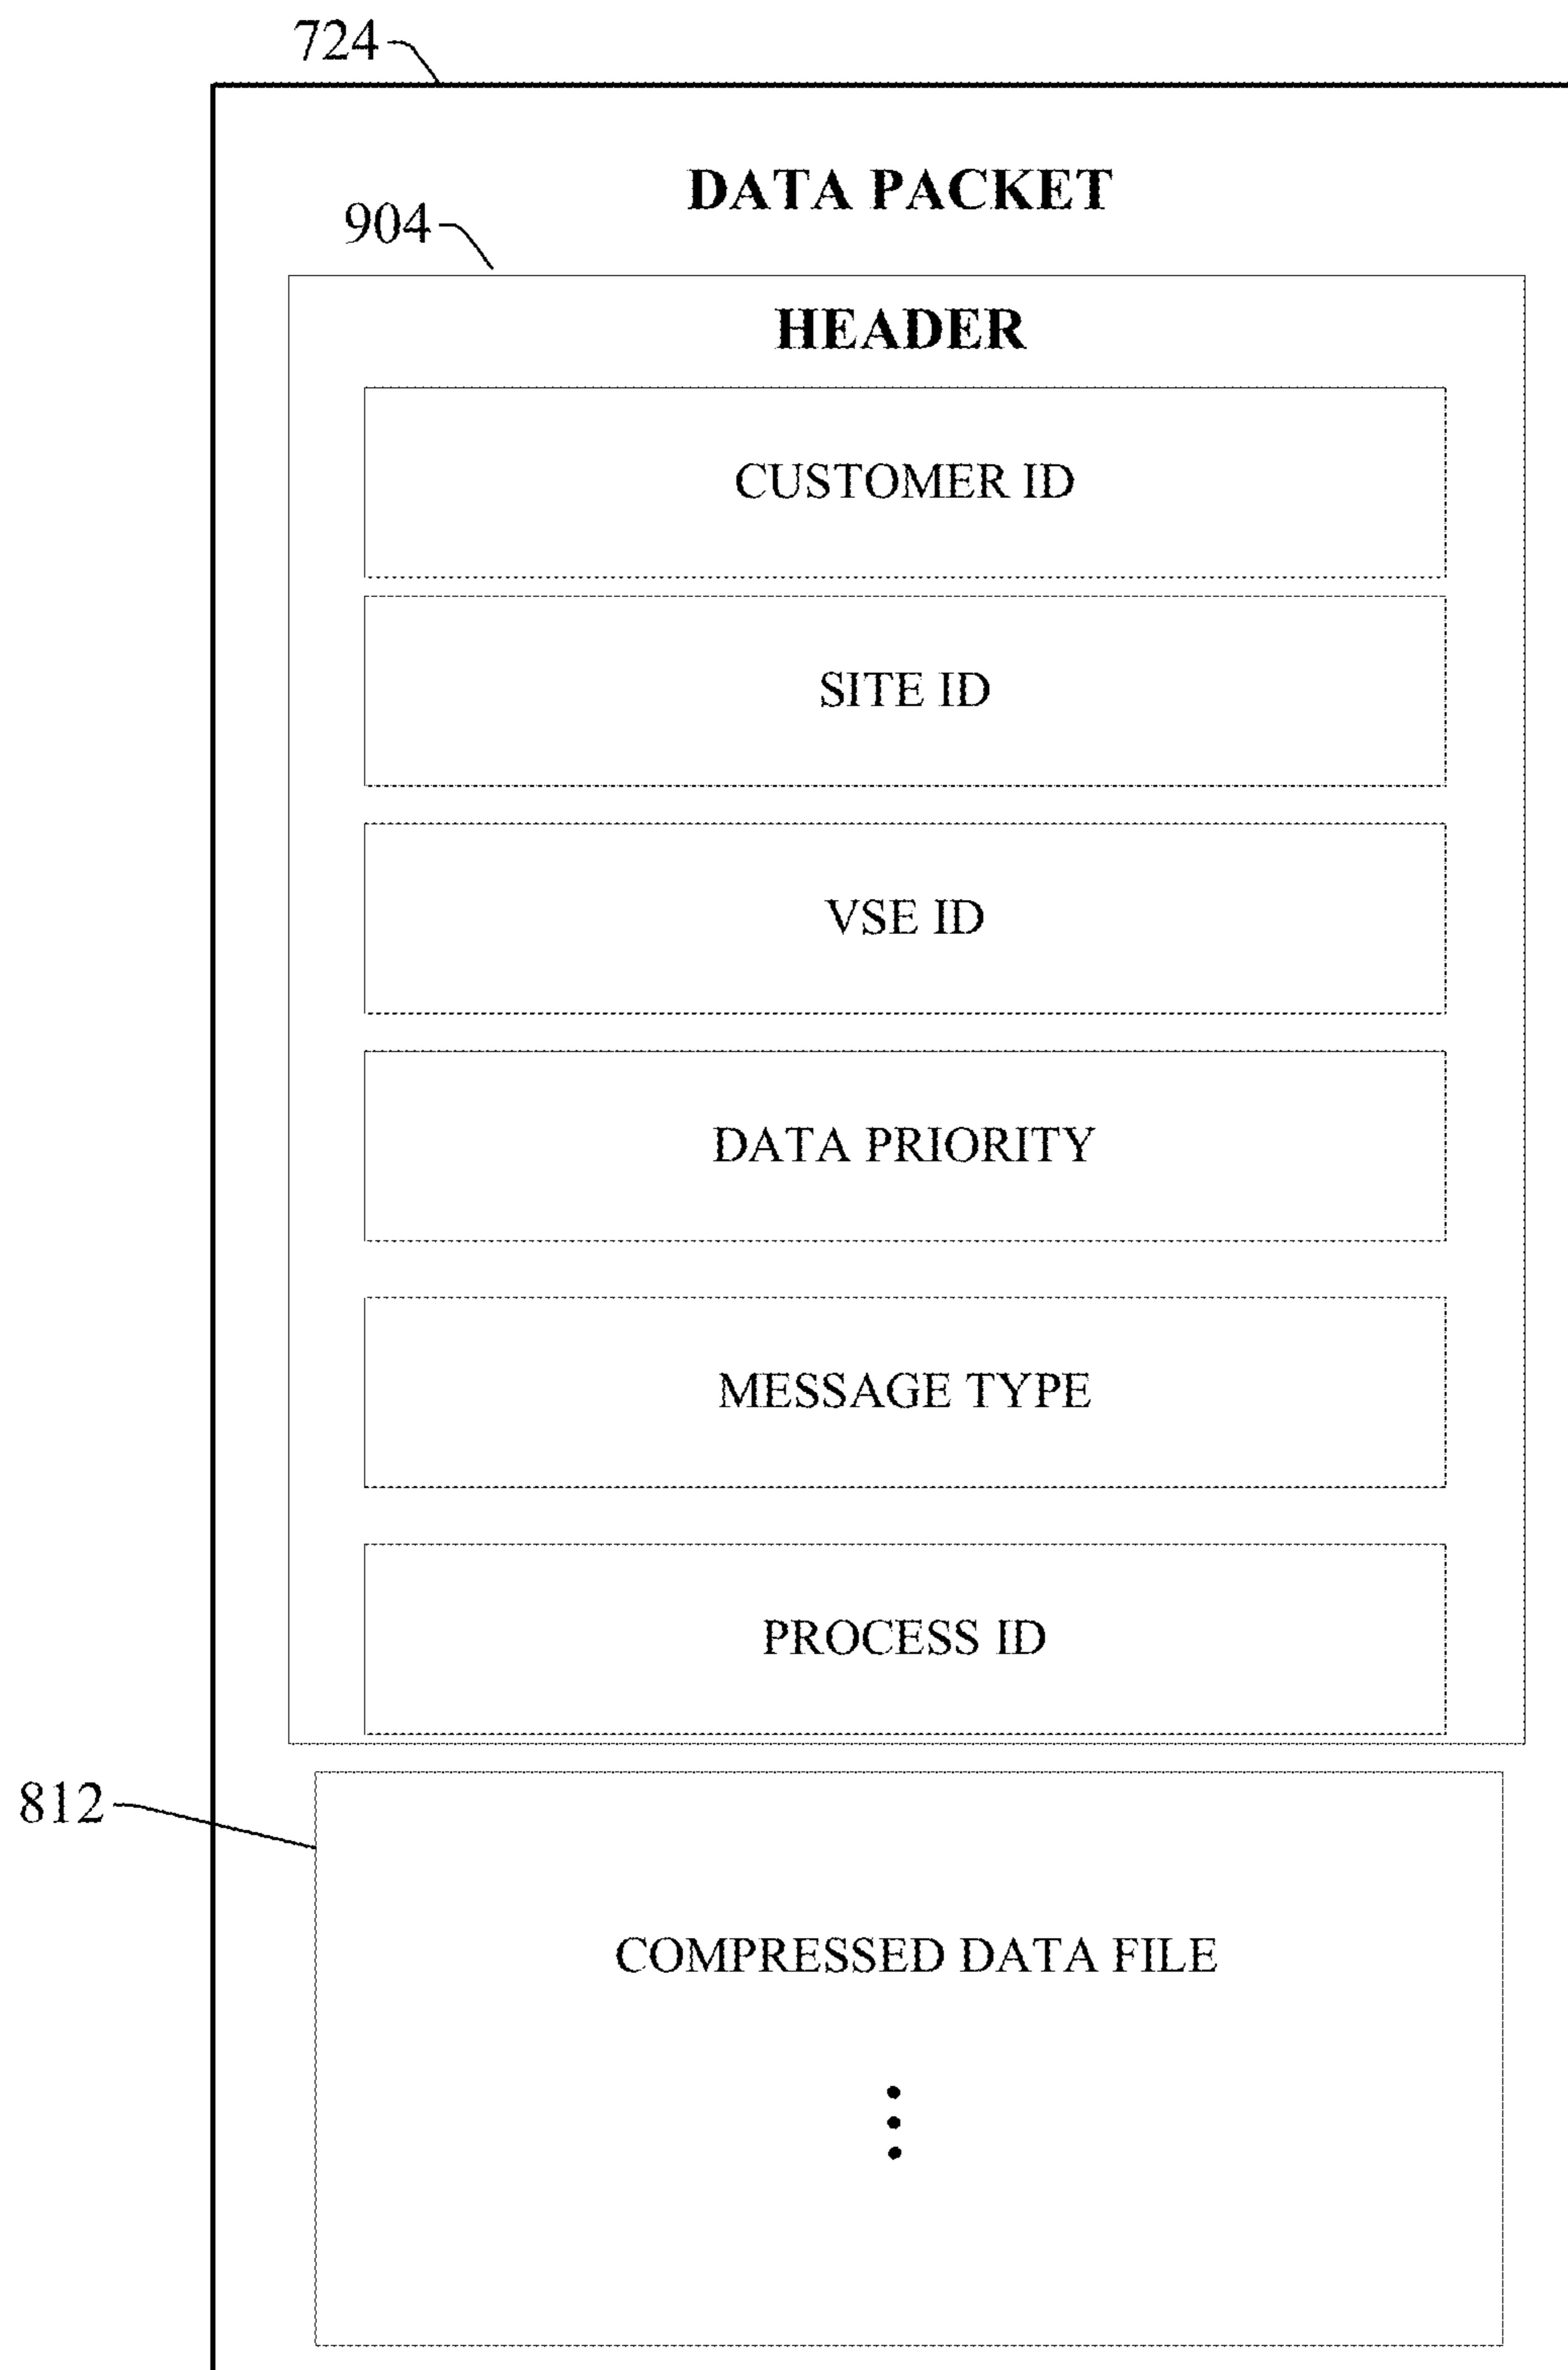 724
DATA PACKET
904
HEADER
CUSTOMER ID
SITE ID
VSE ID
DATA PRIORITY
MESSAGE TYPE
PROCESS ID
812
COMPRESSED DATA FILE